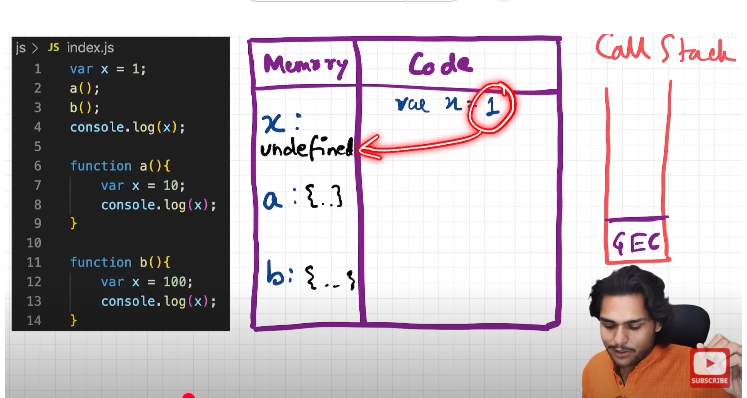 js > JS index.js
1 var x = 1;
2 a();
3 b();
4 console.log(x);
5
6 function a(){
7 var x = 10;
8 console.log(x);
9 }
10
11 function b(){
12 var x = 100;
13 console.log(x);
14 }
Memory
Code
var x = 1
x :
undefined
a : {..}
b : {...}
Call Stack
GEC
SUBSCRIBE